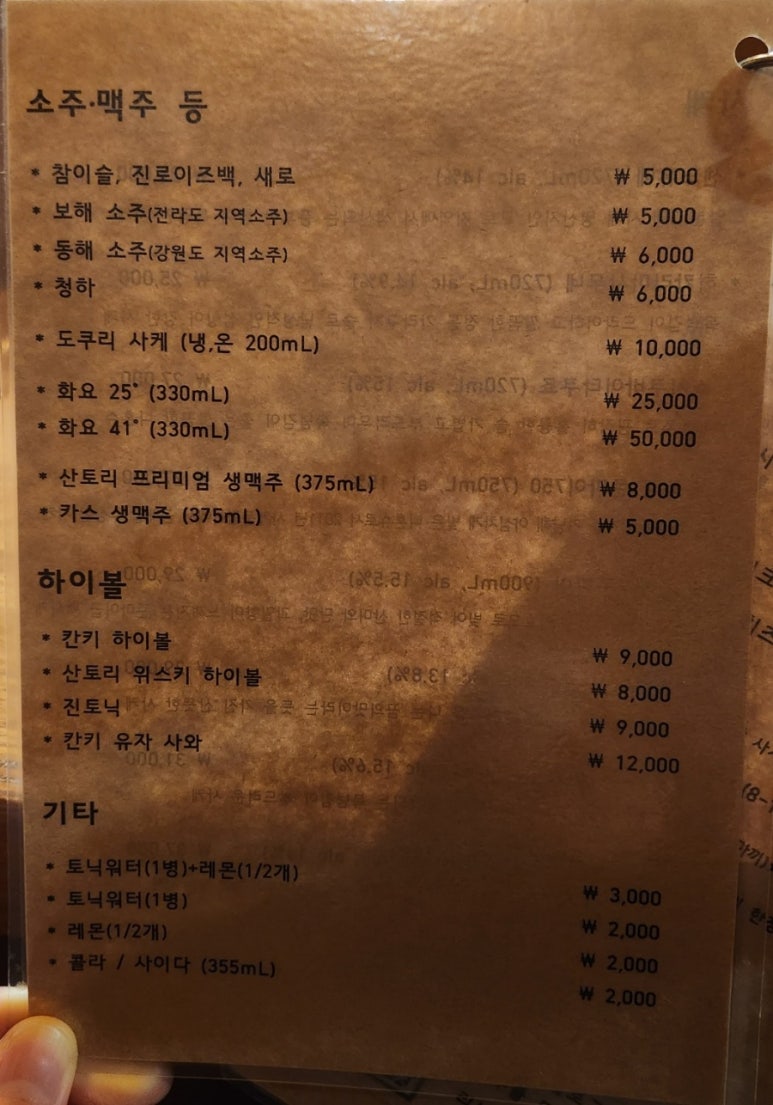 소주·맥주 등
* 참이슬, 진로이즈백, 새로 ₩ 5,000
* 보해 소주(전라도 지역소주) ₩ 5,000
* 동해 소주(강원도 지역소주) ₩ 6,000
* 청하 ₩ 6,000
* 도쿠리 사케 (냉,온 200mL) ₩ 10,000
* 화요 25° (330mL) ₩ 25,000
* 화요 41° (330mL) ₩ 50,000
* 산토리 프리미엄 생맥주 (375mL) ₩ 8,000
* 카스 생맥주 (375mL) ₩ 5,000
하이볼
* 칸키 하이볼 ₩ 9,000
* 산토리 위스키 하이볼 ₩ 8,000
* 진토닉 ₩ 9,000
* 칸키 유자 사와 ₩ 12,000
기타
* 토닉워터(1병)+레몬(1/2개) ₩ 3,000
* 토닉워터(1병) ₩ 2,000
* 레몬(1/2개) ₩ 2,000
* 콜라 / 사이다 (355mL) ₩ 2,000